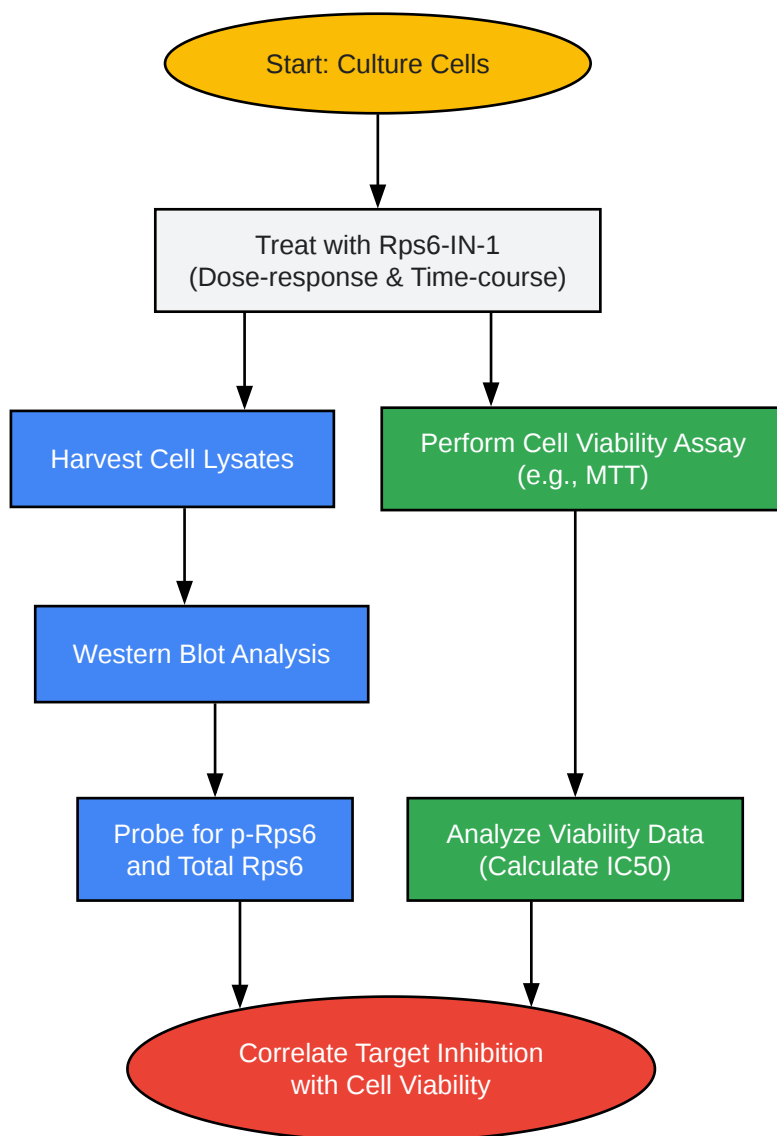 Start: Culture Cells
Treat with Rps6-IN-1
(Dose-response & Time-course)
Harvest Cell Lysates
Perform Cell Viability Assay
(e.g., MTT)
Western Blot Analysis
Probe for p-Rps6
and Total Rps6
Analyze Viability Data
(Calculate IC50)
Correlate Target Inhibition
with Cell Viability